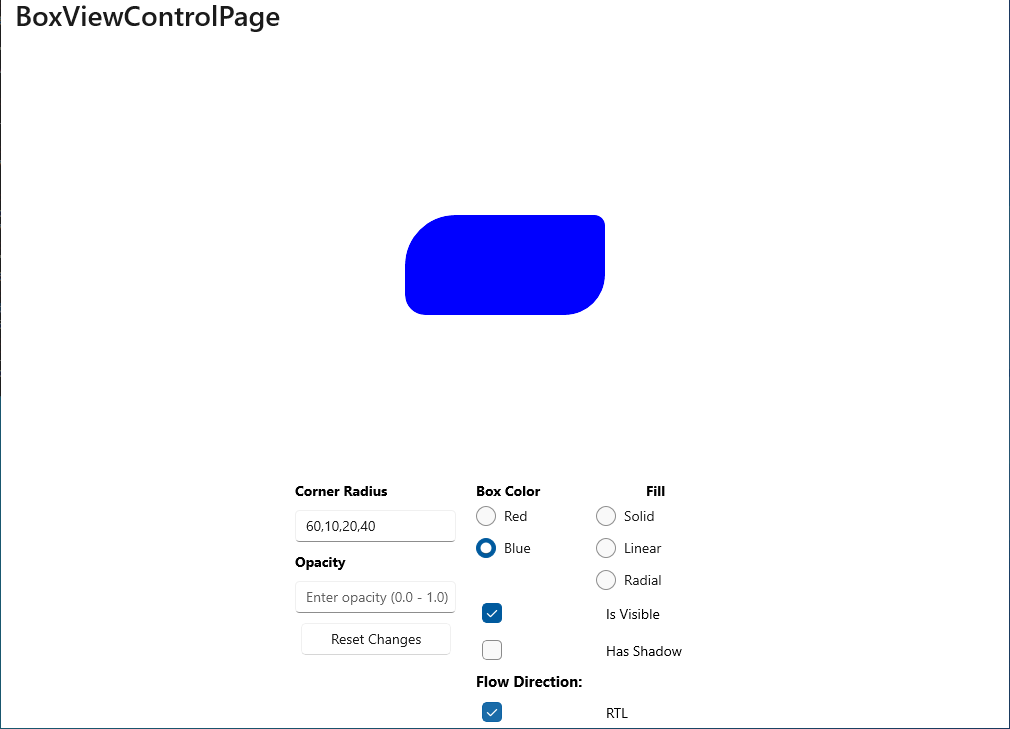 BoxViewControlPage
Corner Radius
60,10,20,40
Opacity
Enter opacity (0.0 - 1.0)
Reset Changes
Box Color
Red
Blue
Fill
Solid
Linear
Radial
Is Visible
Has Shadow
Flow Direction:
RTL